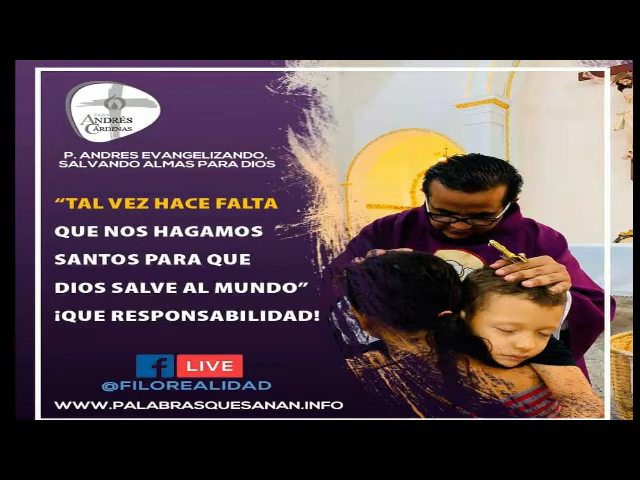 ANDRÉS
CÁRDENAS
P. ANDRES EVANGELIZANDO,
SALVANDO ALMAS PARA DIOS
“TAL VEZ HACE FALTA
QUE NOS HAGAMOS
SANTOS PARA QUE
DIOS SALVE AL MUNDO”
¡QUE RESPONSABILIDAD!
f LIVE
@FILOREALIDAD
WWW.PALABRASQUESANAN.INFO